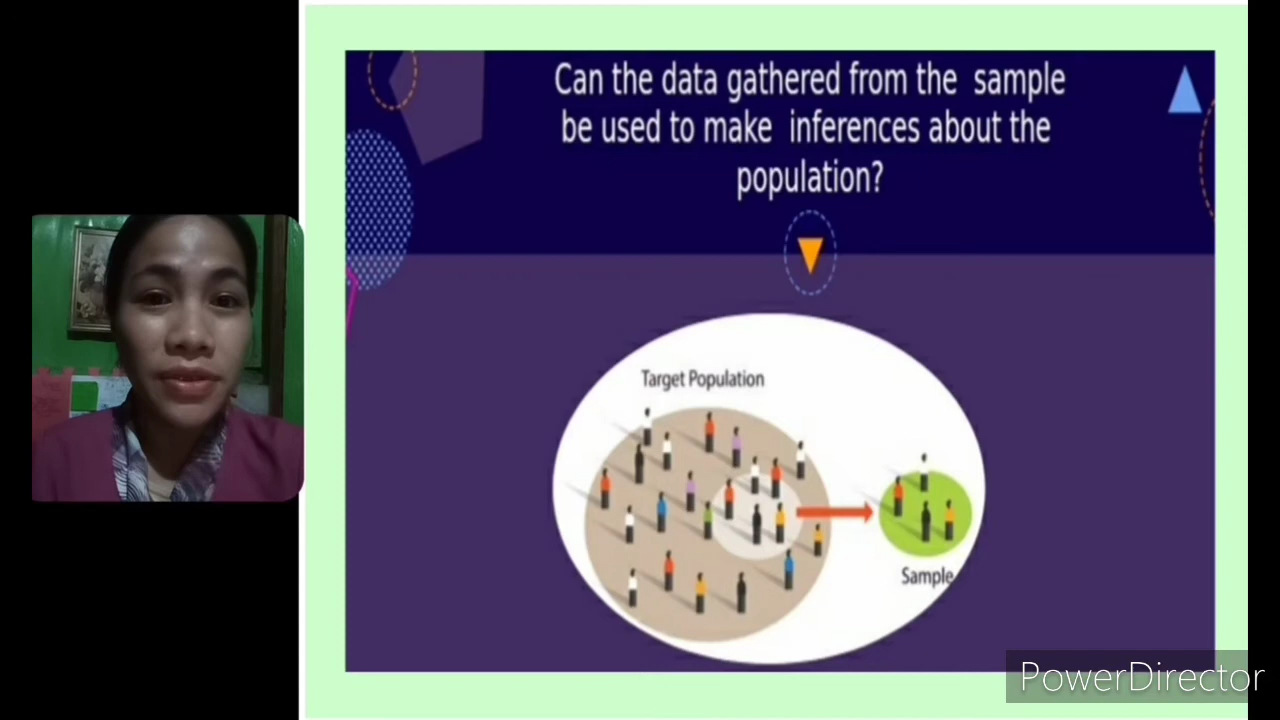 Can the data gathered from the sample
be used to make inferences about the
population?
Target Population
Sample
PowerDirector